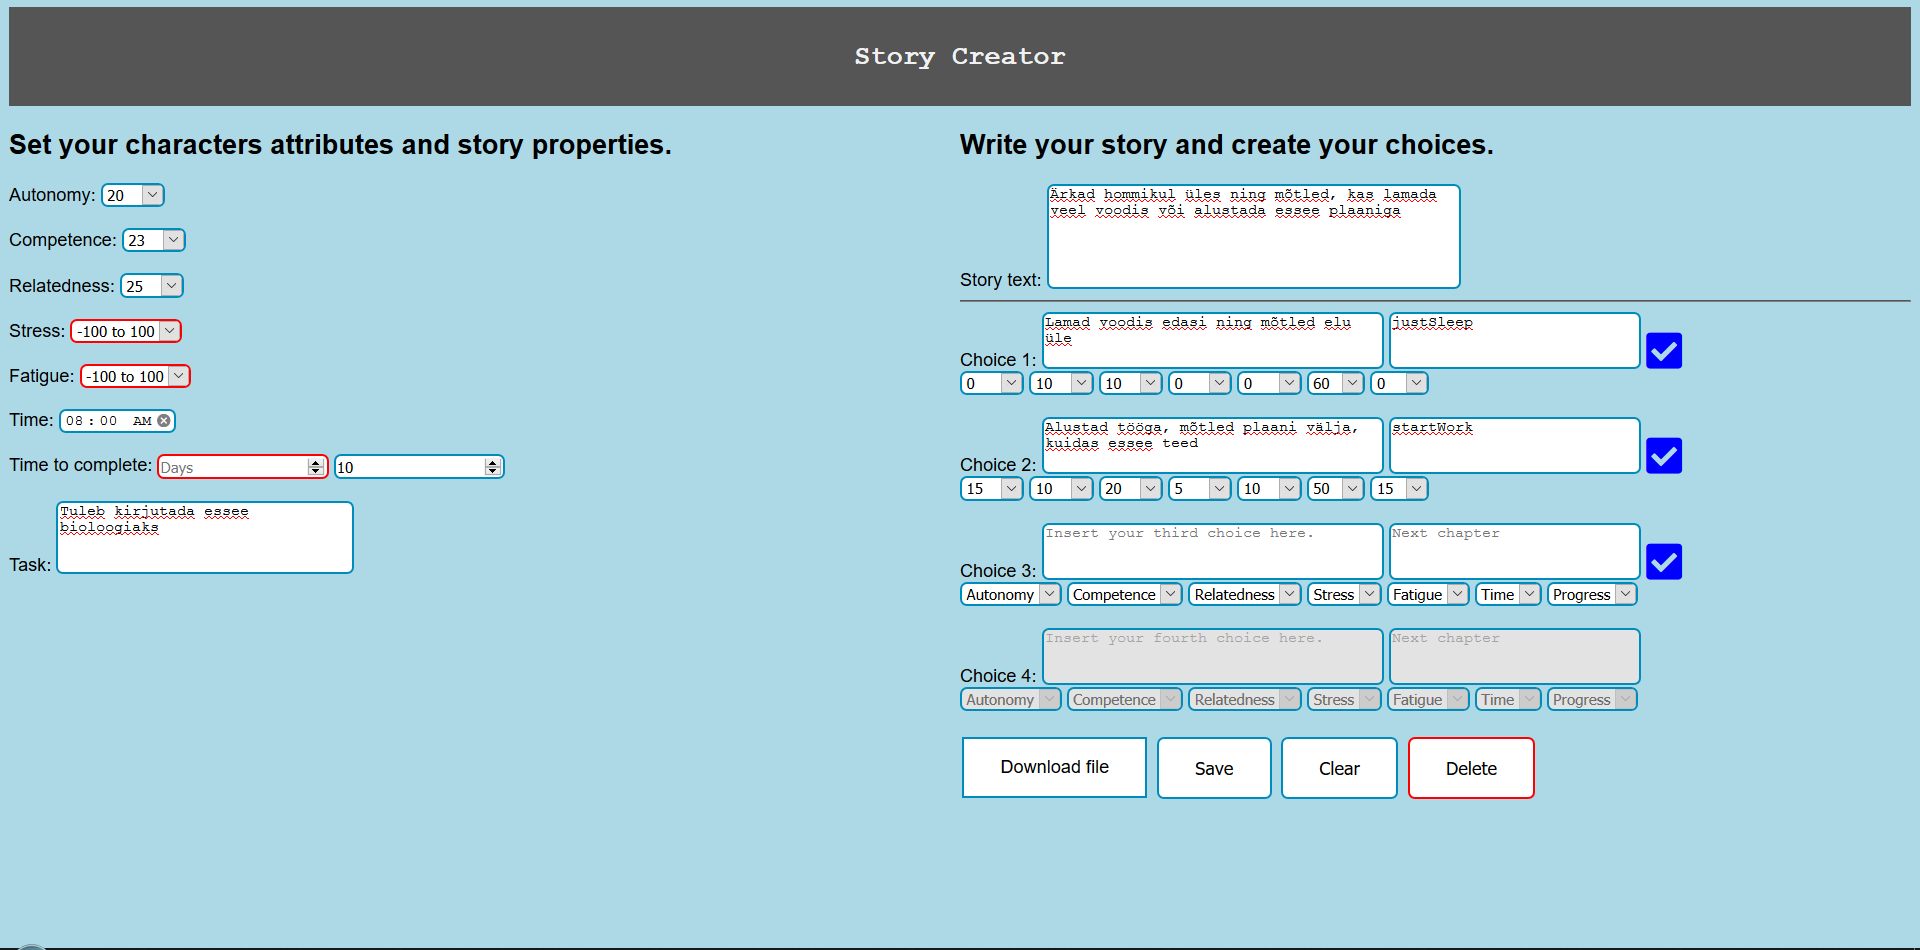 Story Creator
Set your characters attributes and story properties.
Autonomy: 20
Competence: 23
Relatedness: 25
Stress: -100 to 100
Fatigue: -100 to 100
Time: 08:00 AM
Time to complete: Days 10
Task: Tuleb kirjutada essee
bioloogiaks
Write your story and create your choices.
Story text: Ärkad hommikul üles ning mõtled, kas lamada
veel voodis või alustada essee plaaniga
Choice 1: Lamad voodis edasi ning mõtled elu
üle
justSleep
0 10 10 0 0 60 0
Choice 2: Alustad tööga, mõtled plaani välja,
kuidas essee teed
startWork
15 10 20 5 10 50 15
Choice 3: Insert your third choice here. Next chapter
Autonomy Competence Relatedness Stress Fatigue Time Progress
Choice 4: Insert your fourth choice here. Next chapter
Autonomy Competence Relatedness Stress Fatigue Time Progress
Download file Save Clear Delete